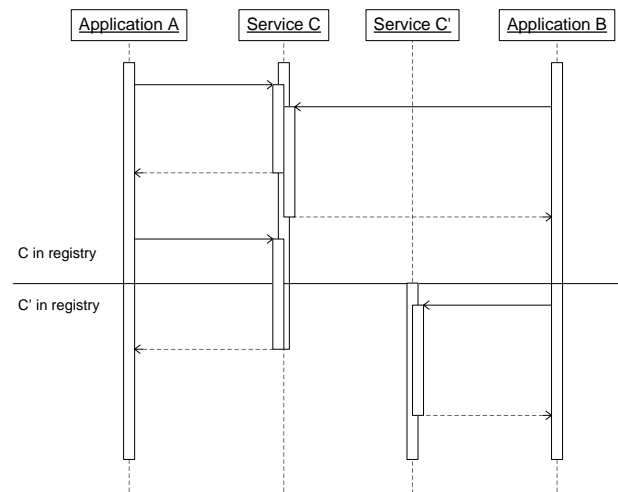 Application A
Service C
Service C'
Application B
C in registry
C' in registry